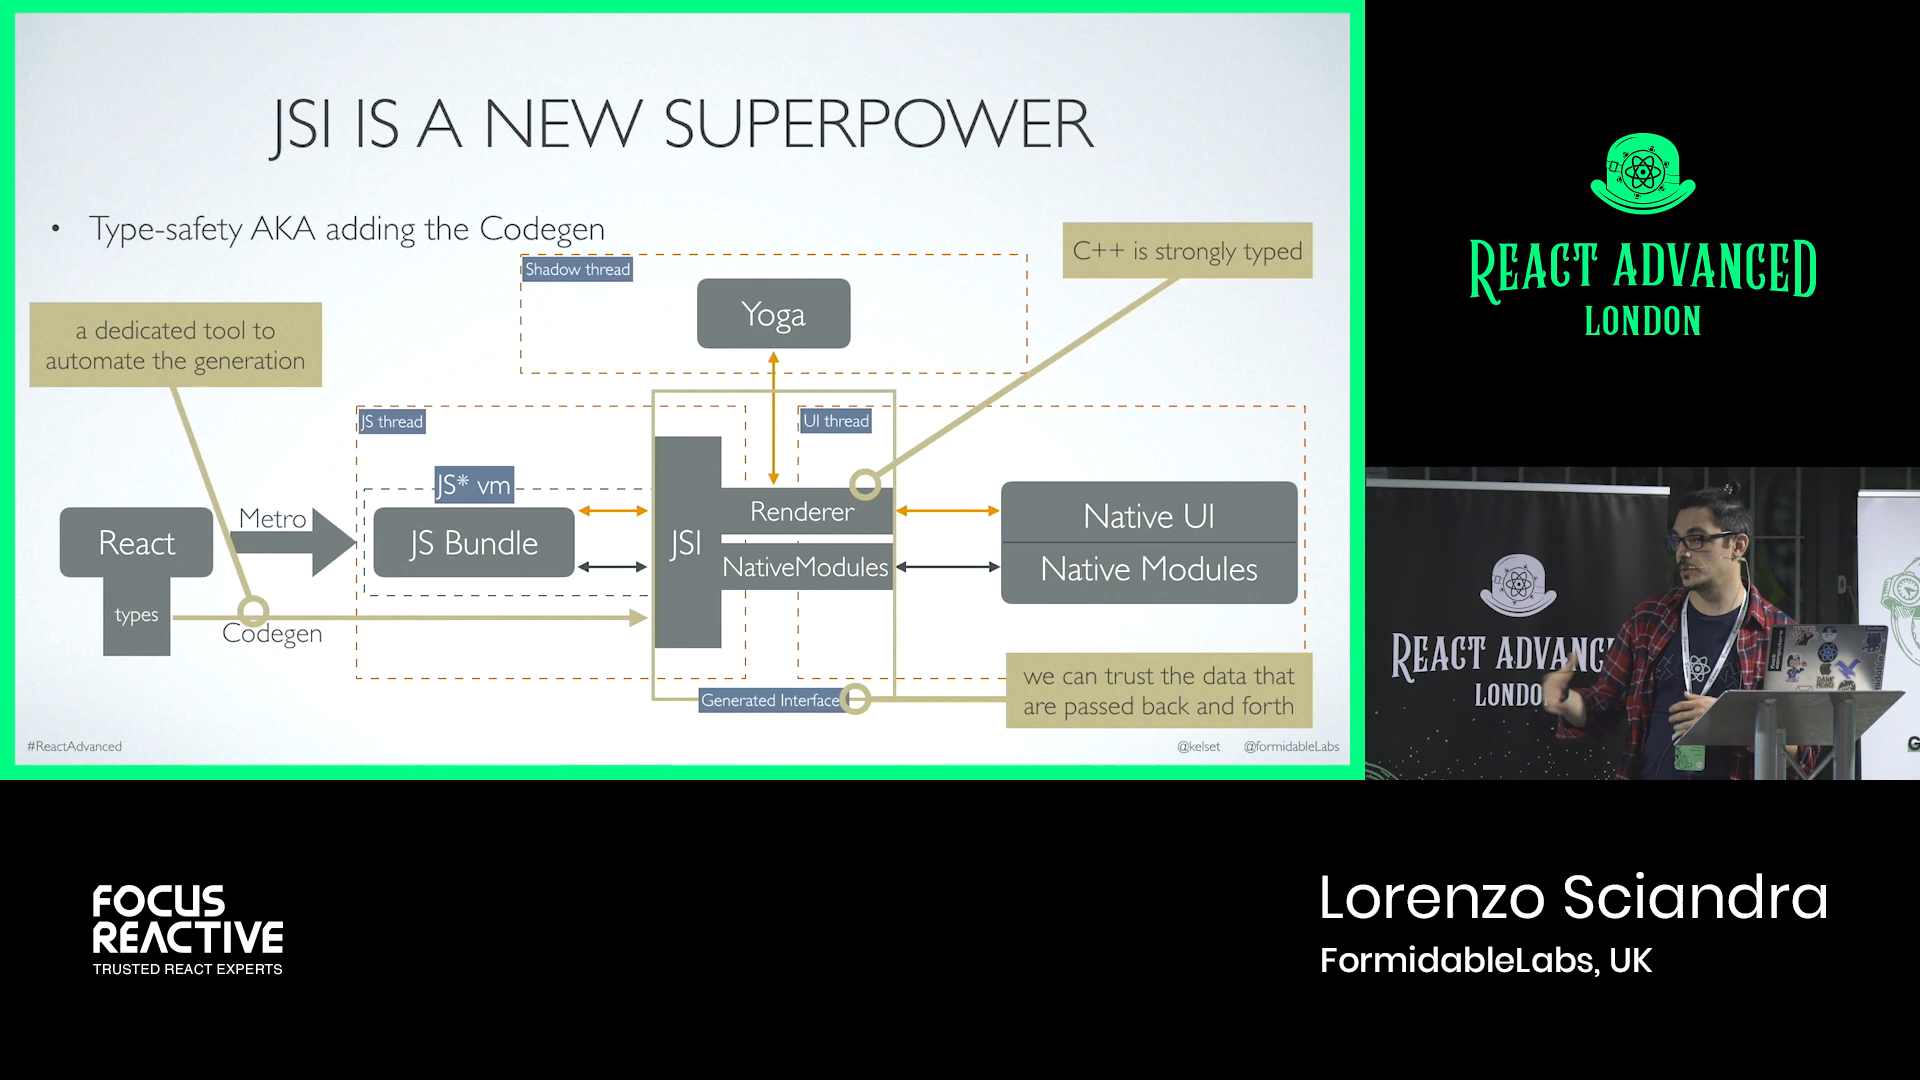 JSI IS A NEW SUPERPOWER
• Type-safety AKA adding the Codegen
C++ is strongly typed
Shadow thread
Yoga
a dedicated tool to
automate the generation
JS thread
UI thread
JS* vm
React
Metro
JS Bundle
JSI
Renderer
NativeModules
Native UI
Native Modules
types
Codegen
we can trust the data that
are passed back and forth
Generated Interface
#ReactAdvanced
@kelset
@formidableLabs
REACT ADVANCED
LONDON
REACT ADVANC
LONDO
G
FOCUS
REACTIVE
TRUSTED REACT EXPERTS
Lorenzo Sciandra
FormidableLabs, UK